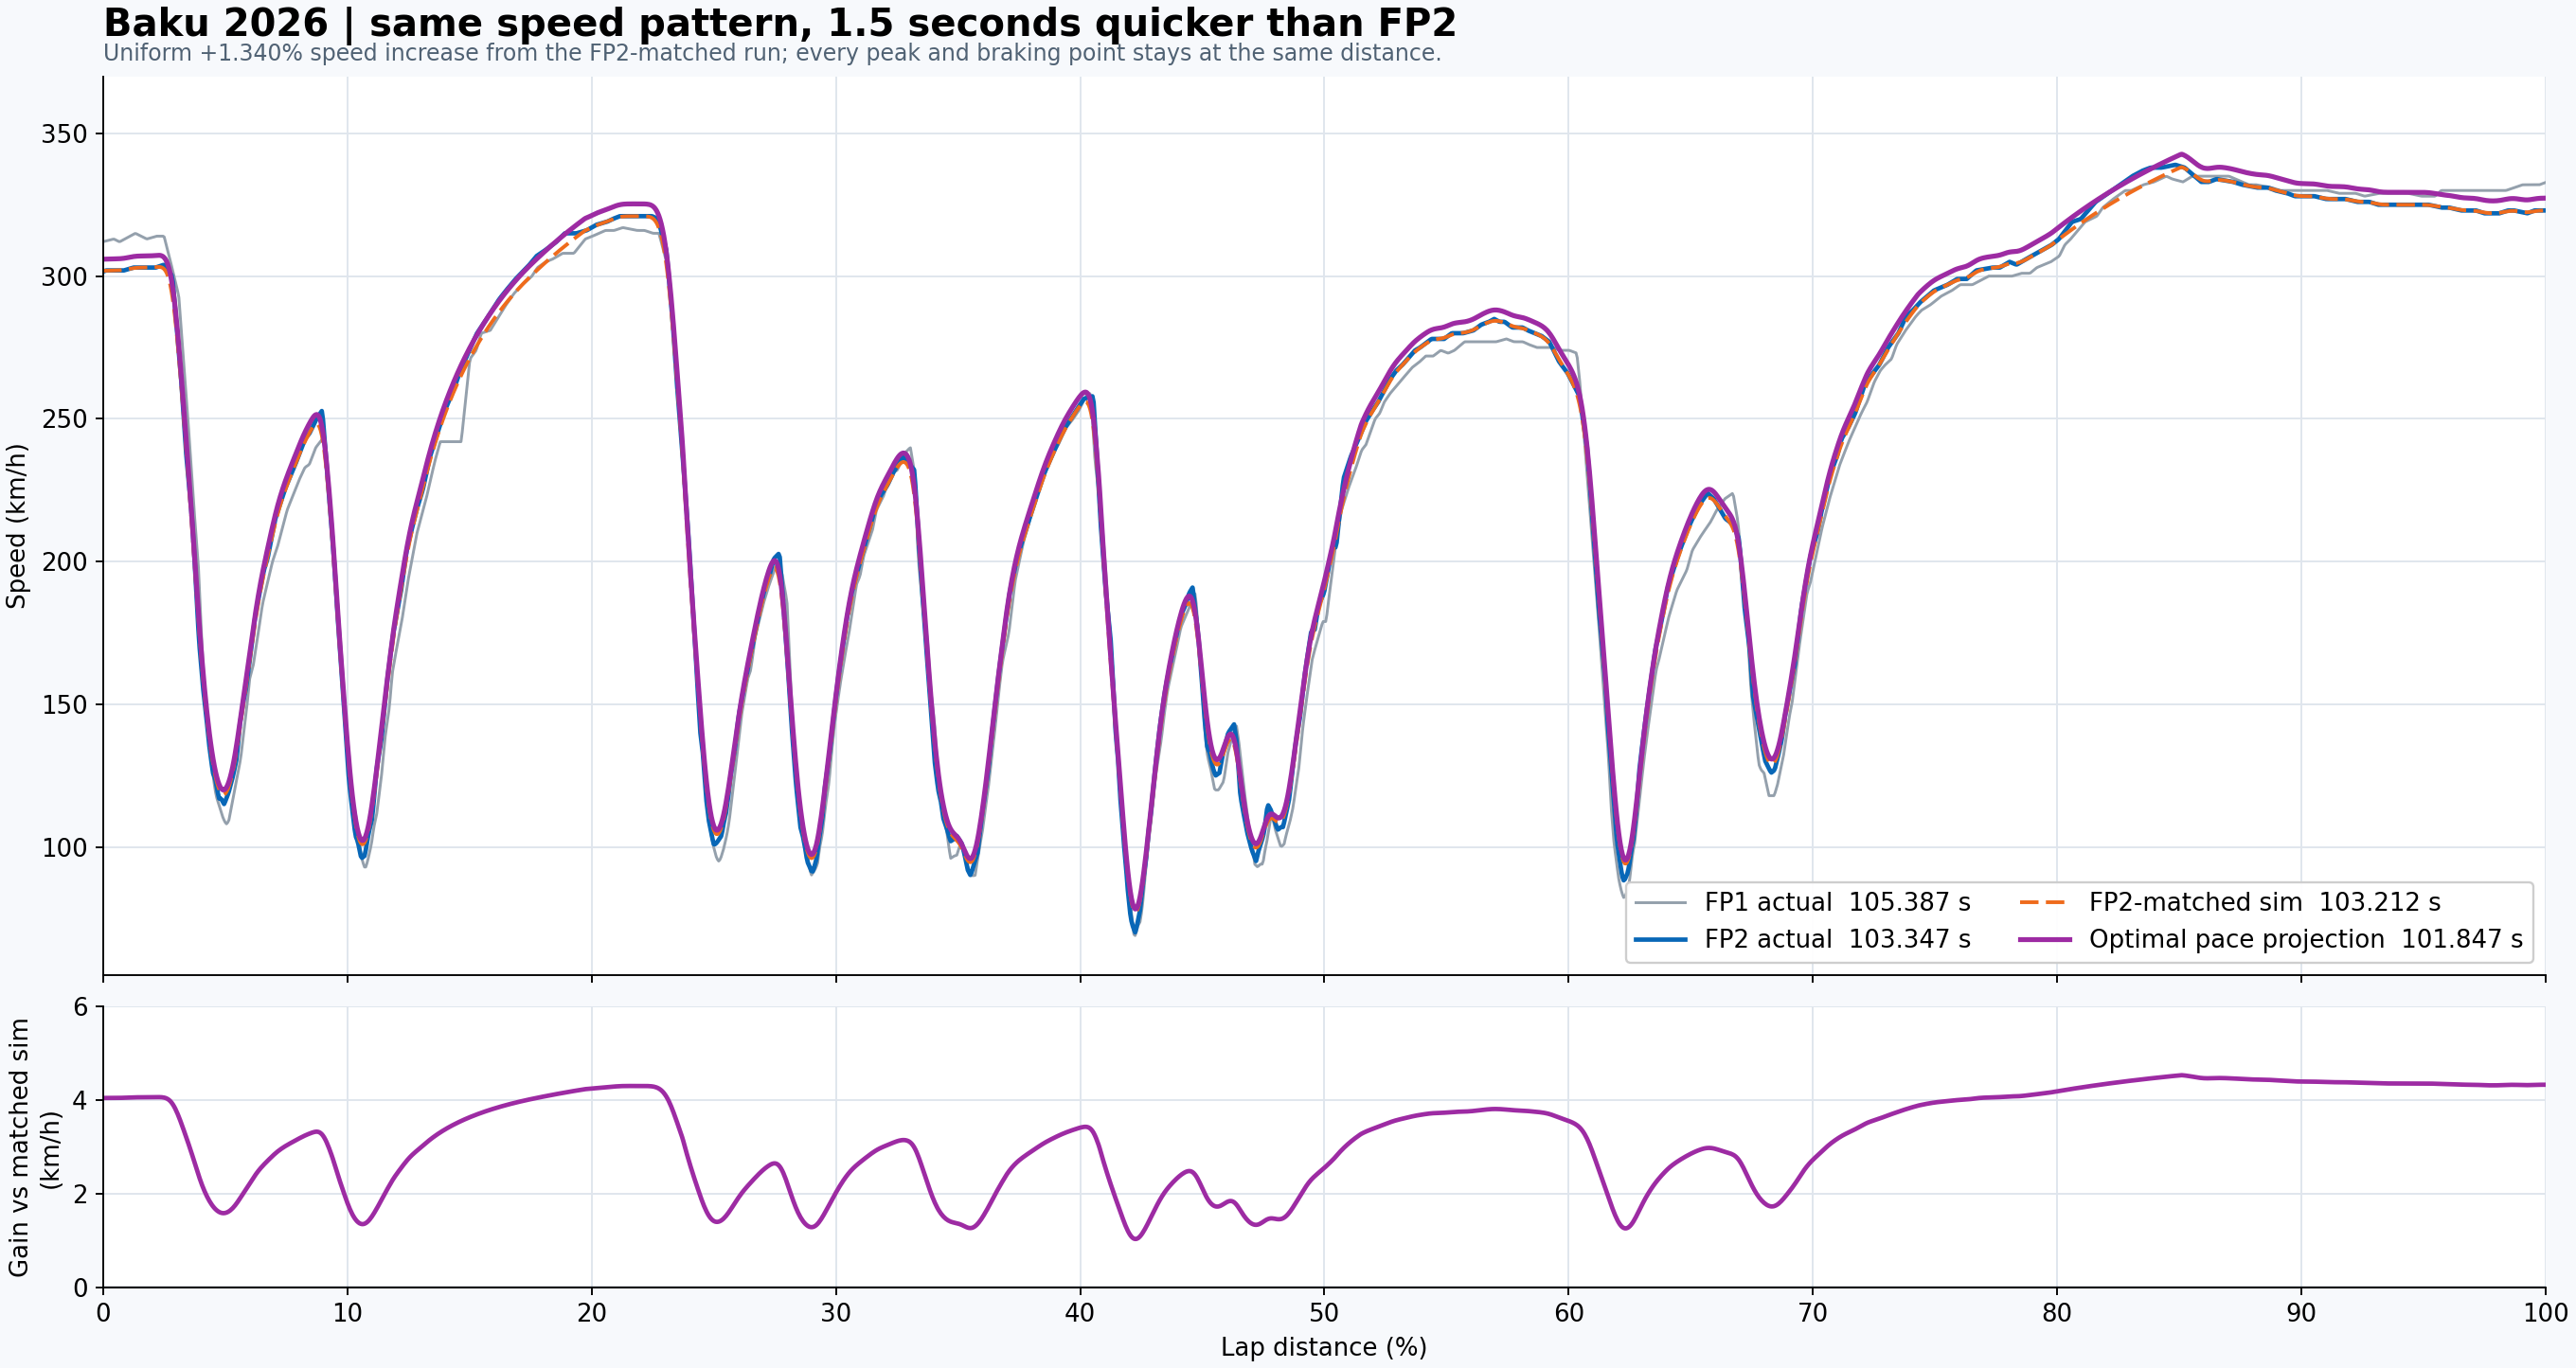 Baku 2026 | same speed pattern, 1.5 seconds quicker than FP2
Uniform +1.340% speed increase from the FP2-matched run; every peak and braking point stays at the same distance.
350
300
250
200
150
100
Speed (km/h)
FP1 actual  105.387 s
FP2 actual  103.347 s
FP2-matched sim  103.212 s
Optimal pace projection  101.847 s
6
4
2
0
Gain vs matched sim
(km/h)
0 10 20 30 40 50 60 70 80 90 100
Lap distance (%)